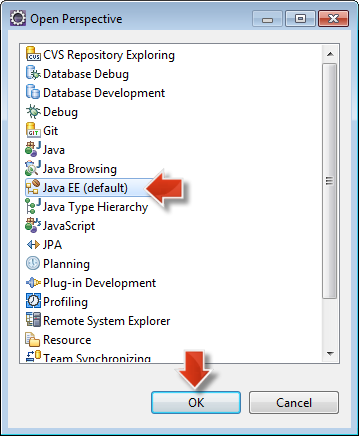 Open Perspective
CVS Repository Exploring
Database Debug
Database Development
Debug
GIT Git
Java
Java Browsing
Java EE (default)
Java Type Hierarchy
JavaScript
JPA
Planning
Plug-in Development
Profiling
Remote System Explorer
Resource
Team Synchronizing
OK
Cancel